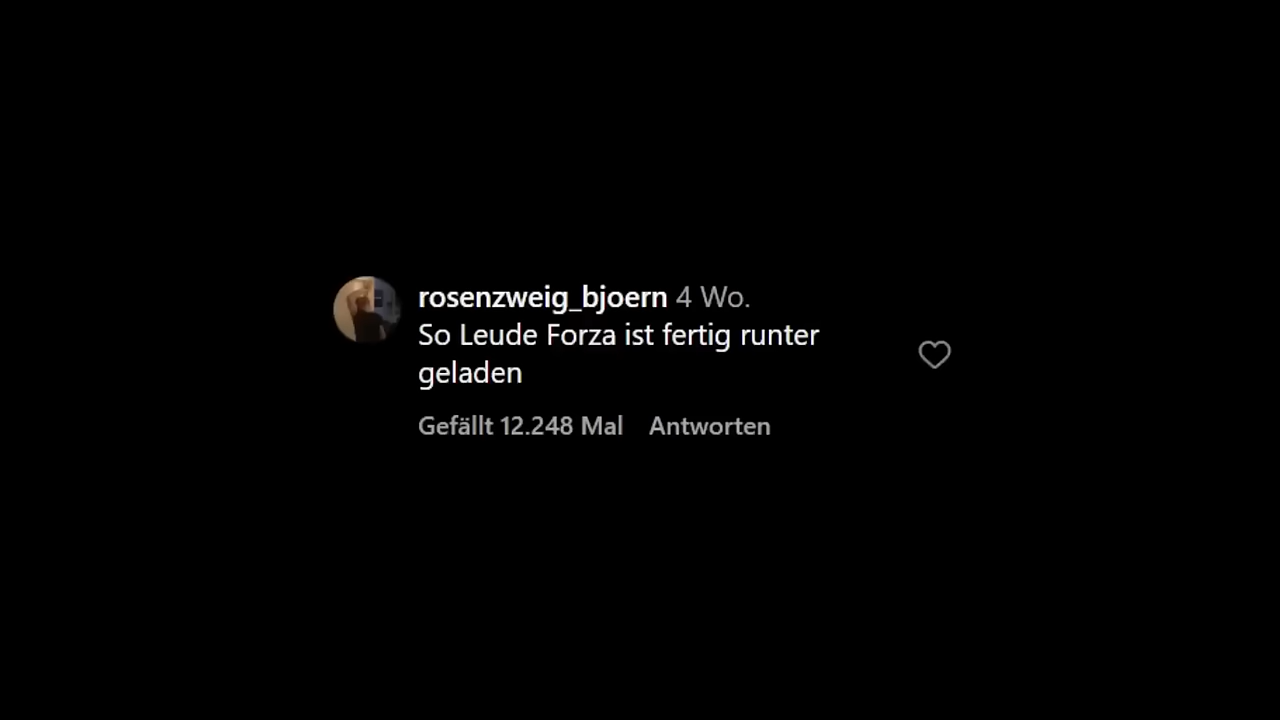 rosenzweig_bjoern 4 Wo.
So Leude Forza ist fertig runter
geladen
Gefällt 12.248 Mal Antworten